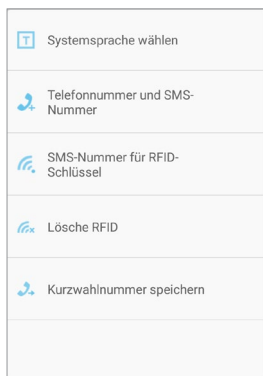 Systemsprache wählen
Telefonnummer und SMS-
Nummer
SMS-Nummer für RFID-
Schlüssel
Lösche RFID
Kurzwahlnummer speichern